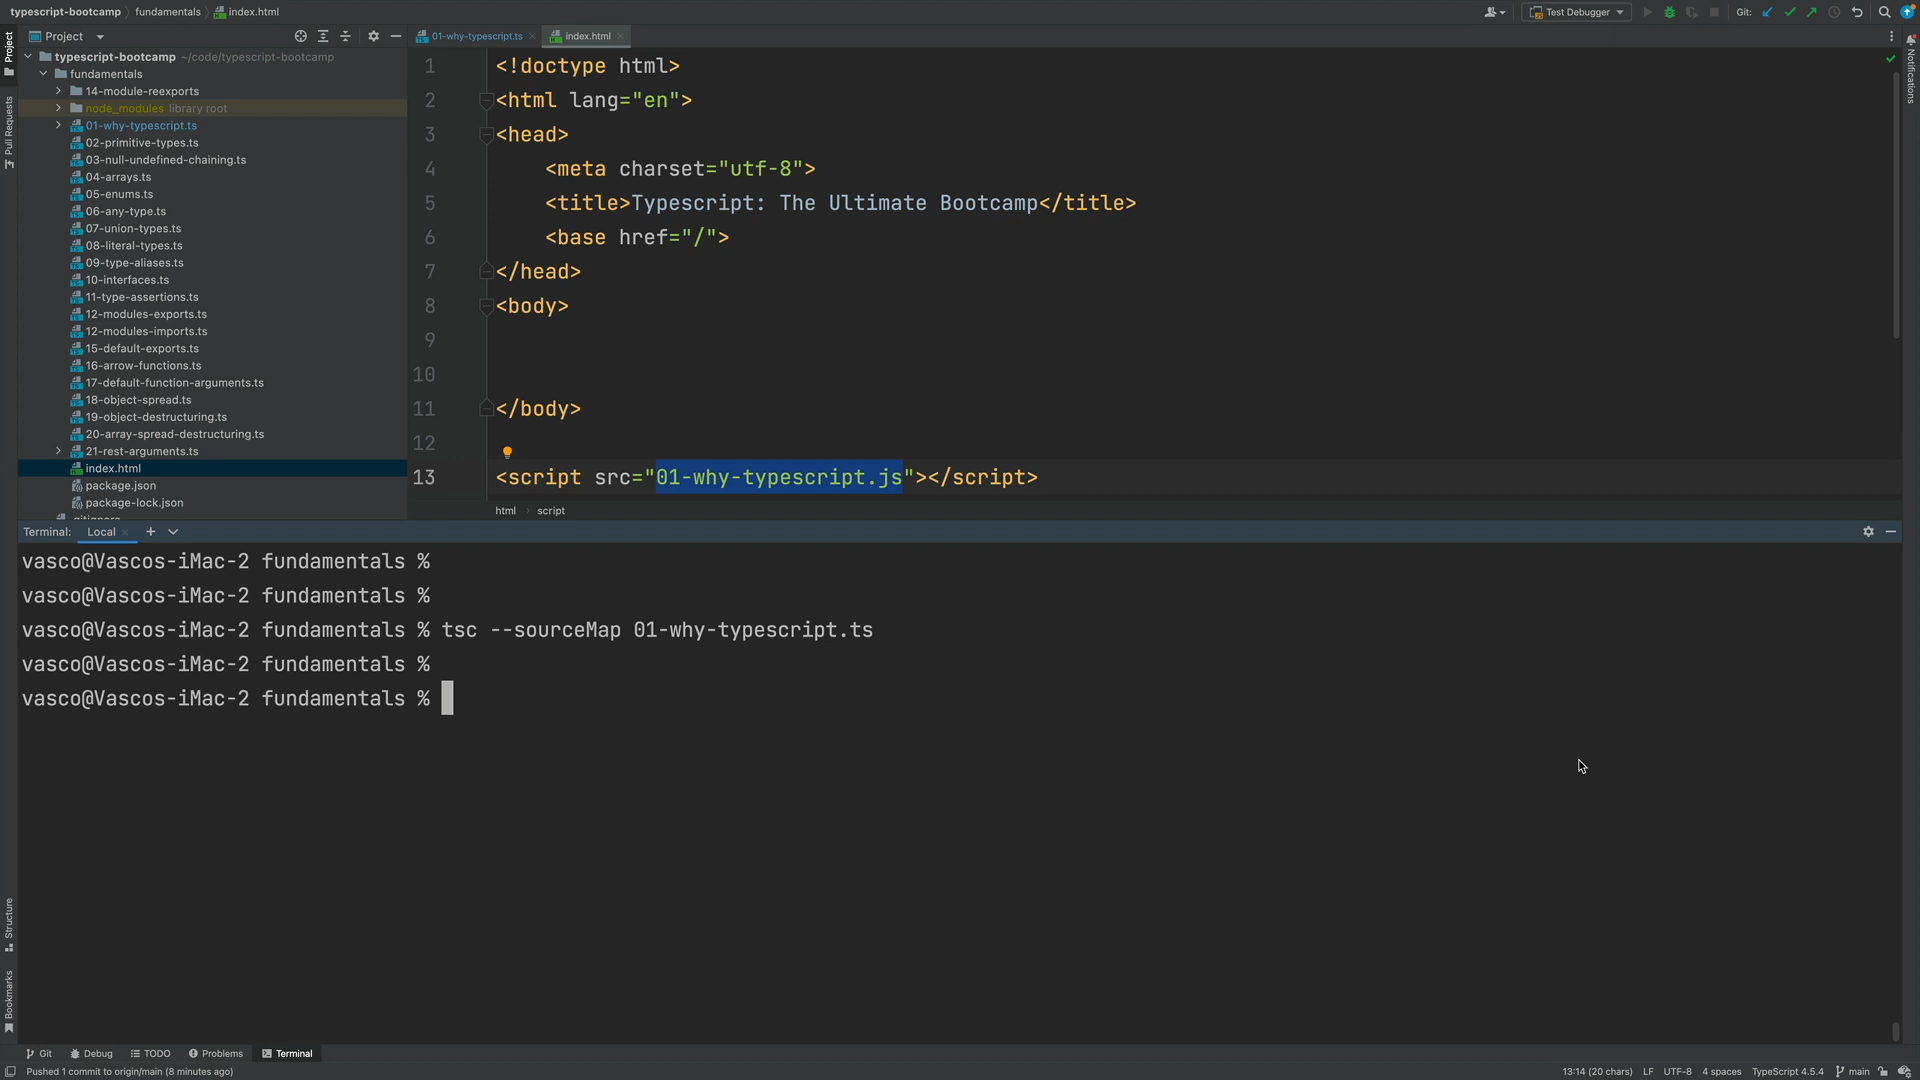 typescript-bootcamp fundamentals index.html
Test Debugger
Git:
Project
Pull Requests
Structure
Bookmarks
Notifications
Project
typescript-bootcamp ~/code/typescript-bootcamp
fundamentals
14-module-reexports
node_modules library root
01-why-typescript.ts
02-primitive-types.ts
03-null-undefined-chaining.ts
04-arrays.ts
05-enums.ts
06-any-type.ts
07-union-types.ts
08-literal-types.ts
09-type-aliases.ts
10-interfaces.ts
11-type-assertions.ts
12-modules-exports.ts
12-modules-imports.ts
15-default-exports.ts
16-arrow-functions.ts
17-default-function-arguments.ts
18-object-spread.ts
19-object-destructuring.ts
20-array-spread-destructuring.ts
21-rest-arguments.ts
index.html
package.json
package-lock.json
.gitignore
01-why-typescript.ts index.html
1 <!doctype html>
2 <html lang="en">
3 <head>
4 <meta charset="utf-8">
5 <title>Typescript: The Ultimate Bootcamp</title>
6 <base href="/">
7 </head>
8 <body>
9
10
11 </body>
12
13 <script src="01-why-typescript.js"></script>
html script
Terminal: Local
vasco@Vascos-iMac-2 fundamentals %
vasco@Vascos-iMac-2 fundamentals %
vasco@Vascos-iMac-2 fundamentals % tsc --sourceMap 01-why-typescript.ts
vasco@Vascos-iMac-2 fundamentals %
vasco@Vascos-iMac-2 fundamentals %
Git Debug TODO Problems Terminal
Pushed 1 commit to origin/main (8 minutes ago)
13:14 (20 chars) LF UTF-8 4 spaces TypeScript 4.5.4 main